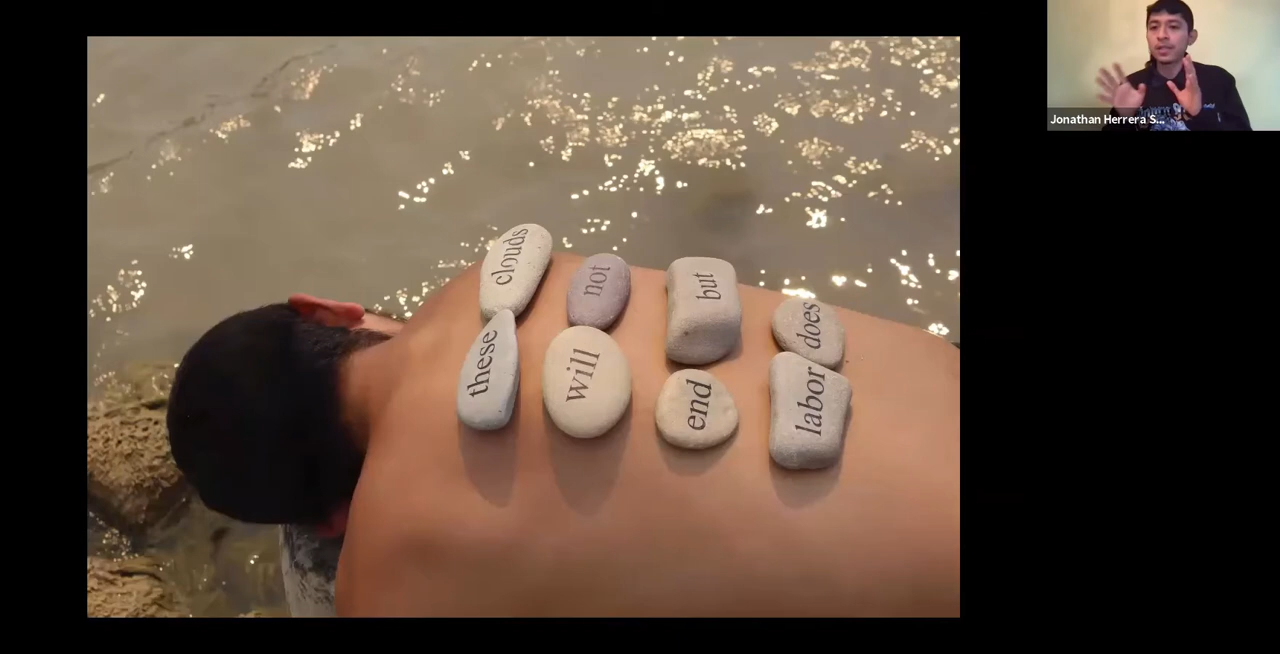 these clouds
will not
end but
labor does
Jonathan Herrera S...